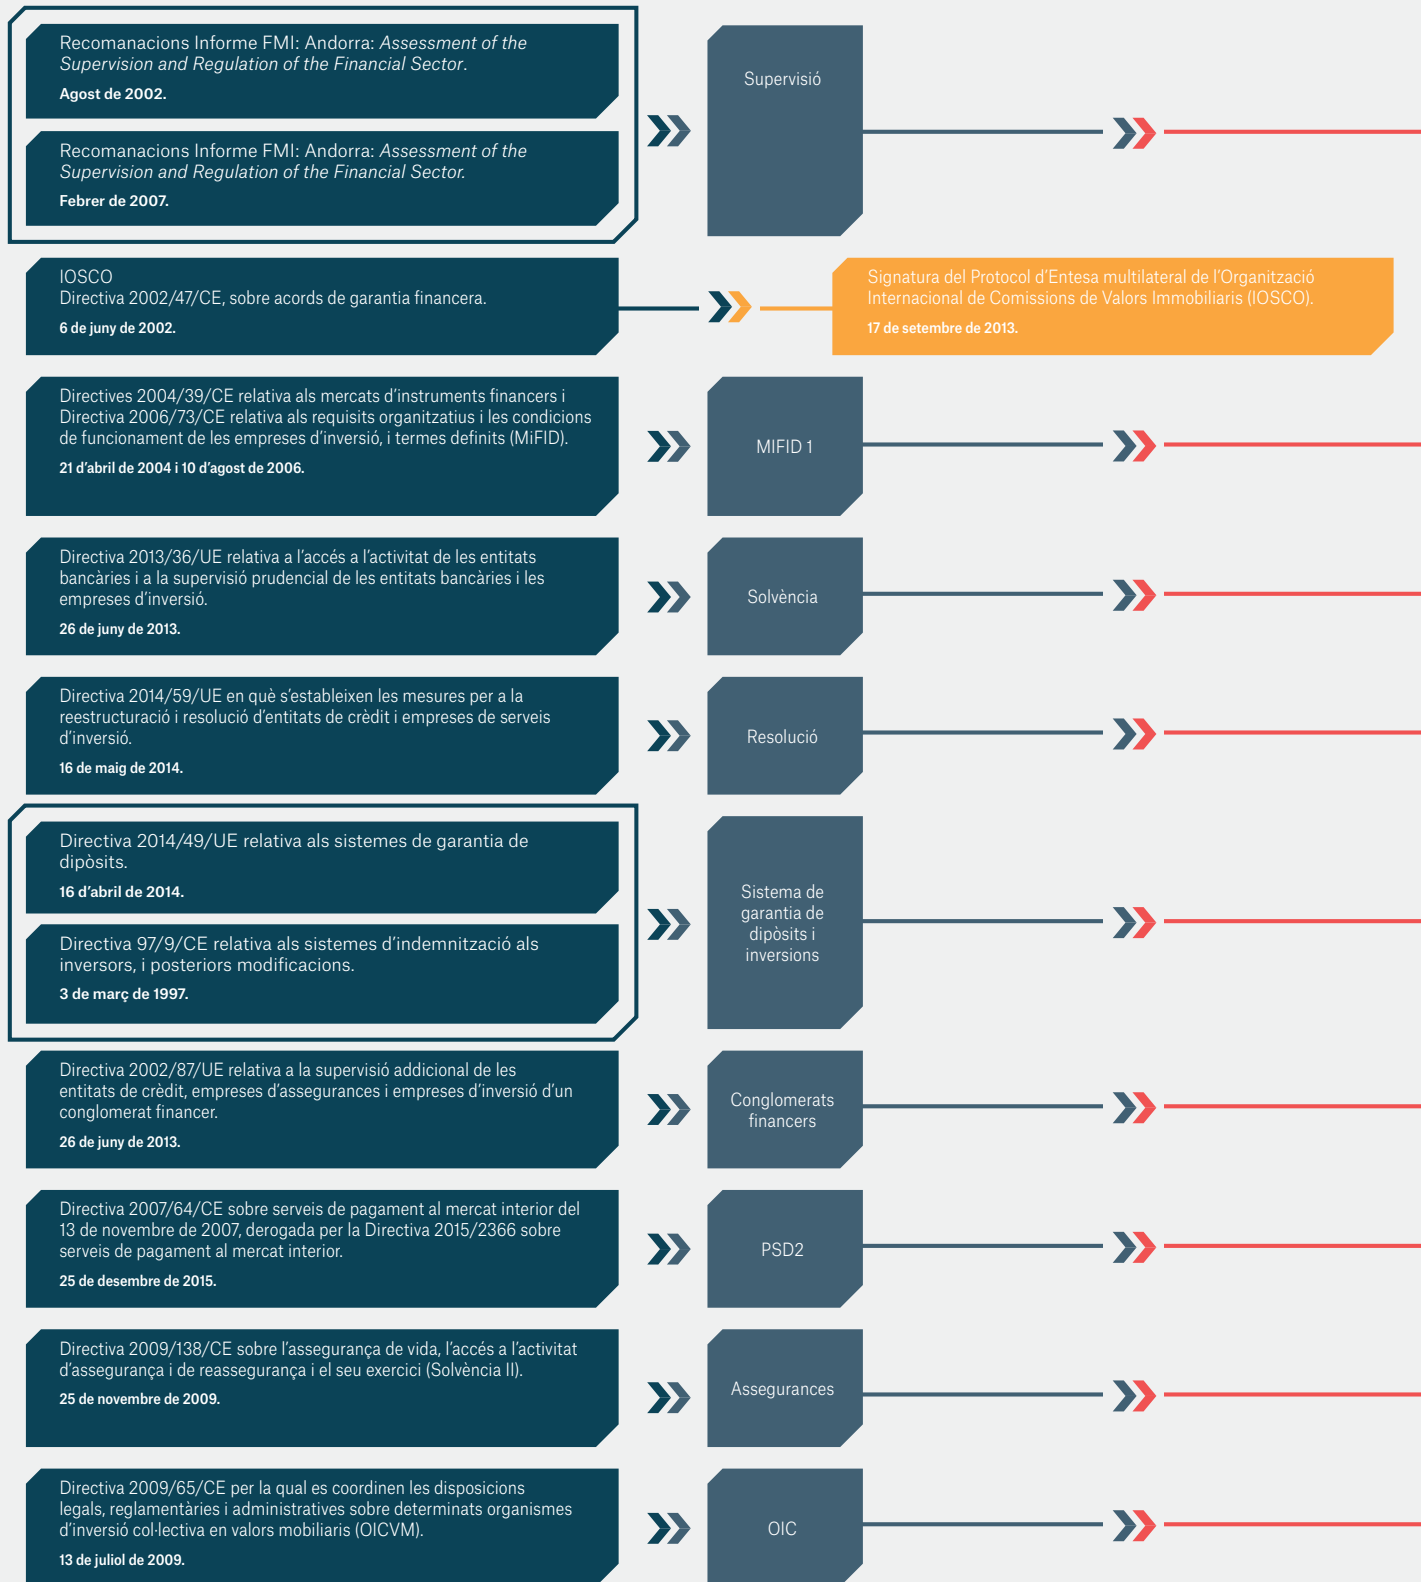 Recomanacions Informe FMI: Andorra: Assessment of the
Supervision and Regulation of the Financial Sector.
Agost de 2002.
Recomanacions Informe FMI: Andorra: Assessment of the
Supervision and Regulation of the Financial Sector.
Febrer de 2007.
Supervisió
IOSCO
Directiva 2002/47/CE, sobre acords de garantia financera.
6 de juny de 2002.
Signatura del Protocol d’Entesa multilateral de l’Organització
Internacional de Comissions de Valors Immobiliaris (IOSCO).
17 de setembre de 2013.
Directives 2004/39/CE relativa als mercats d’instruments financers i
Directiva 2006/73/CE relativa als requisits organitzatius i les condicions
de funcionament de les empreses d’inversió, i termes definits (MiFID).
21 d’abril de 2004 i 10 d’agost de 2006.
MIFID 1
Directiva 2013/36/UE relativa a l’accés a l’activitat de les entitats
bancàries i a la supervisió prudencial de les entitats bancàries i les
empreses d’inversió.
26 de juny de 2013.
Solvència
Directiva 2014/59/UE en què s’estableixen les mesures per a la
reestructuració i resolució d’entitats de crèdit i empreses de serveis
d’inversió.
16 de maig de 2014.
Resolució
Directiva 2014/49/UE relativa als sistemes de garantia de
dipòsits.
16 d’abril de 2014.
Directiva 97/9/CE relativa als sistemes d’indemnització als
inversors, i posteriors modificacions.
3 de març de 1997.
Sistema de
garantia de
dipòsits i
inversions
Directiva 2002/87/UE relativa a la supervisió addicional de les
entitats de crèdit, empreses d’assegurances i empreses d’inversió d’un
conglomerat financer.
26 de juny de 2013.
Conglomerats
financers
Directiva 2007/64/CE sobre serveis de pagament al mercat interior del
13 de novembre de 2007, derogada per la Directiva 2015/2366 sobre
serveis de pagament al mercat interior.
25 de desembre de 2015.
PSD2
Directiva 2009/138/CE sobre l’assegurança de vida, l’accés a l’activitat
d’assegurança i de reassegurança i el seu exercici (Solvència II).
25 de novembre de 2009.
Assegurances
Directiva 2009/65/CE per la qual es coordinen les disposicions
legals, reglamentàries i administratives sobre determinats organismes
d’inversió col·lectiva en valors mobiliaris (OICVM).
13 de juliol de 2009.
OIC